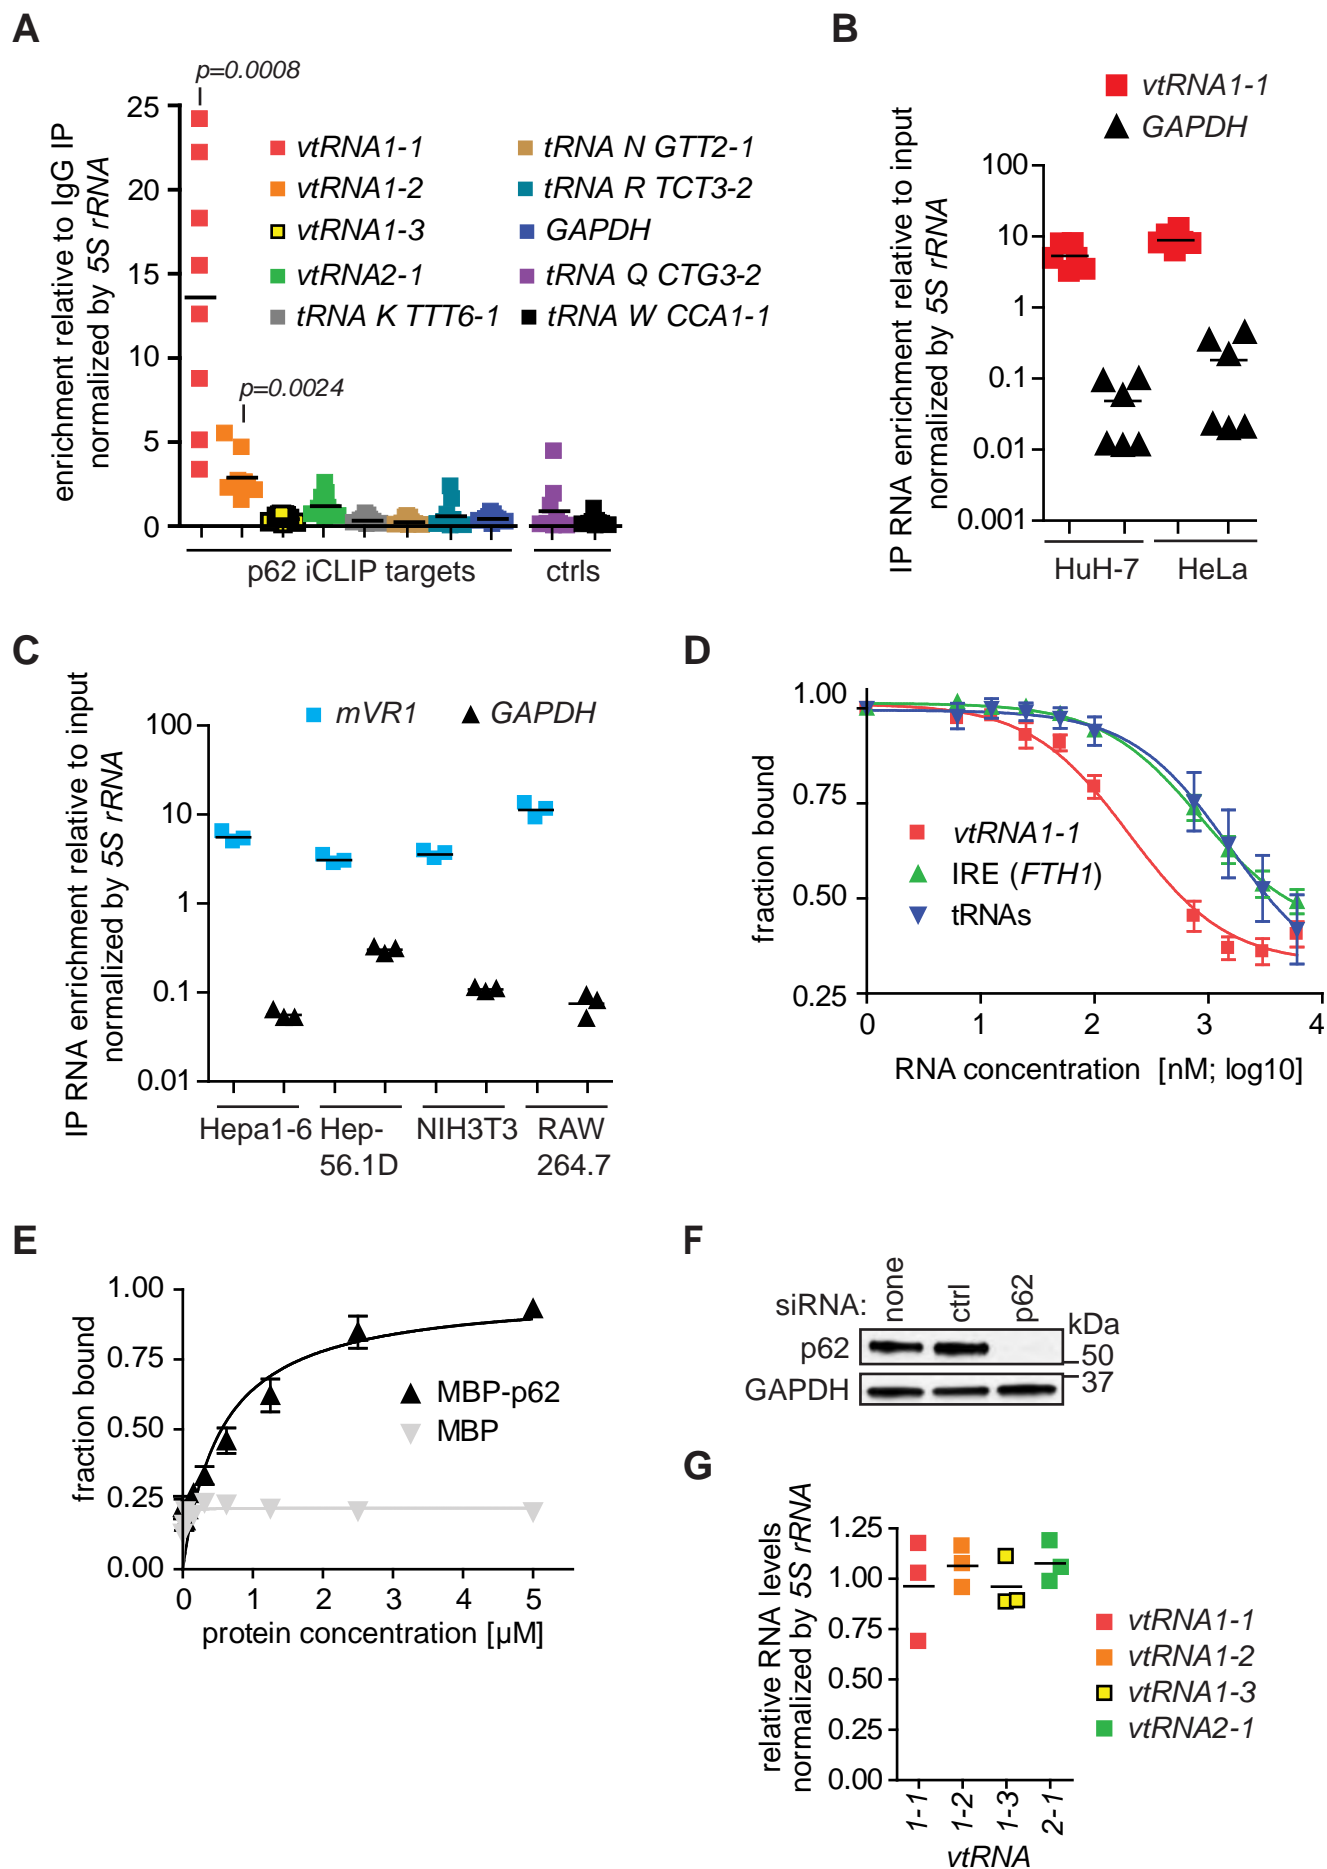 A
enrichment relative to IgG IP
normalized by 5S rRNA
p=0.0008
p=0.0024
25
20
15
10
5
0
vtRNA1-1
vtRNA1-2
vtRNA1-3
vtRNA2-1
tRNA K TTT6-1
tRNA N GTT2-1
tRNA R TCT3-2
GAPDH
tRNA Q CTG3-2
tRNA W CCA1-1
p62 iCLIP targets
ctrls
B
vtRNA1-1
GAPDH
IP RNA enrichment relative to input
normalized by 5S rRNA
100
10
1
0.1
0.01
0.001
HuH-7
HeLa
C
mVR1
GAPDH
IP RNA enrichment relative to input
normalized by 5S rRNA
100
10
1
0.1
0.01
Hepa1-6
Hep-
56.1D
NIH3T3
RAW
264.7
D
fraction bound
1.00
0.75
0.50
0.25
vtRNA1-1
IRE (FTH1)
tRNAs
0
1
2
3
4
RNA concentration [nM; log10]
E
fraction bound
1.00
0.75
0.50
0.25
0.00
MBP-p62
MBP
0
1
2
3
4
5
protein concentration [µM]
F
siRNA:
none
ctrl
p62
kDa
p62
50
37
GAPDH
G
relative RNA levels
normalized by 5S rRNA
1.25
1.00
0.75
0.50
0.25
0.00
vtRNA1-1
vtRNA1-2
vtRNA1-3
vtRNA2-1
1-1
1-2
1-3
2-1
vtRNA